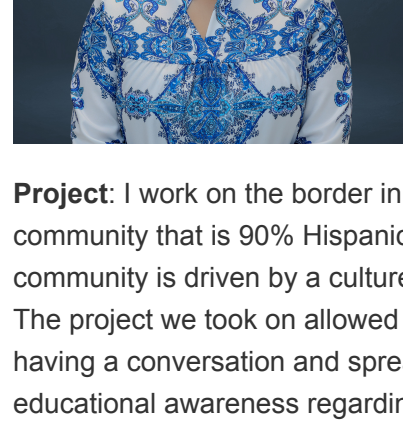 Project: I work on the border in
community that is 90% Hispanic
community is driven by a culture
The project we took on allowed
having a conversation and spre
educational awareness regardin